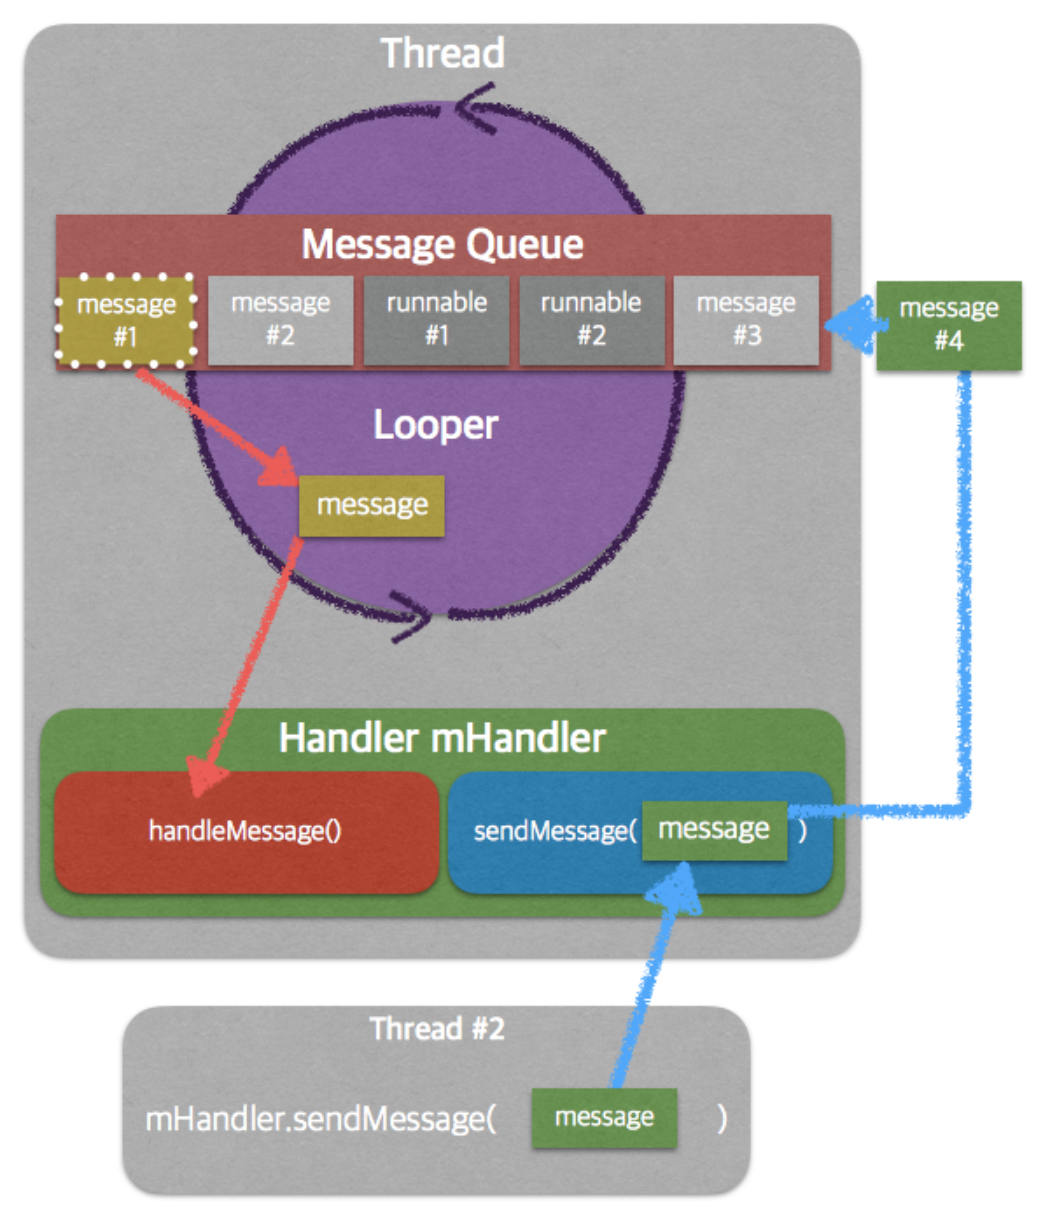 Thread
Message Queue
message
#1
message
#2
runnable
#1
runnable
#2
message
#3
message
#4
Looper
message
Handler mHandler
handleMessage()
sendMessage( message )
Thread #2
mHandler.sendMessage( message )